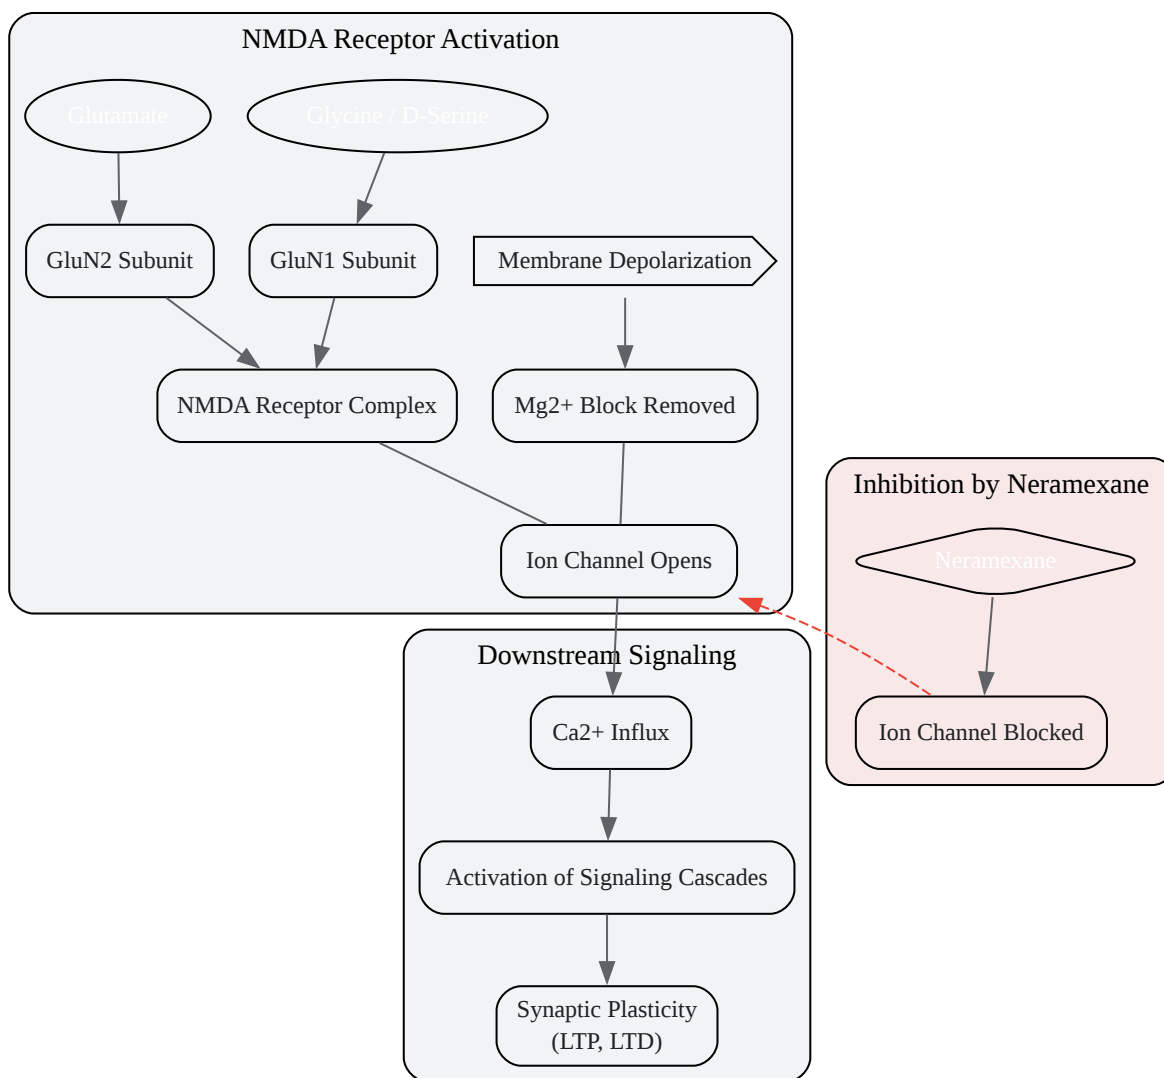 NMDA Receptor Activation
Glutamate
Glycine / D-Serine
GluN2 Subunit
GluN1 Subunit
Membrane Depolarization
NMDA Receptor Complex
Mg2+ Block Removed
Ion Channel Opens
Inhibition by Neramexane
Neramexane
Ion Channel Blocked
Downstream Signaling
Ca2+ Influx
Activation of Signaling Cascades
Synaptic Plasticity
(LTP, LTD)